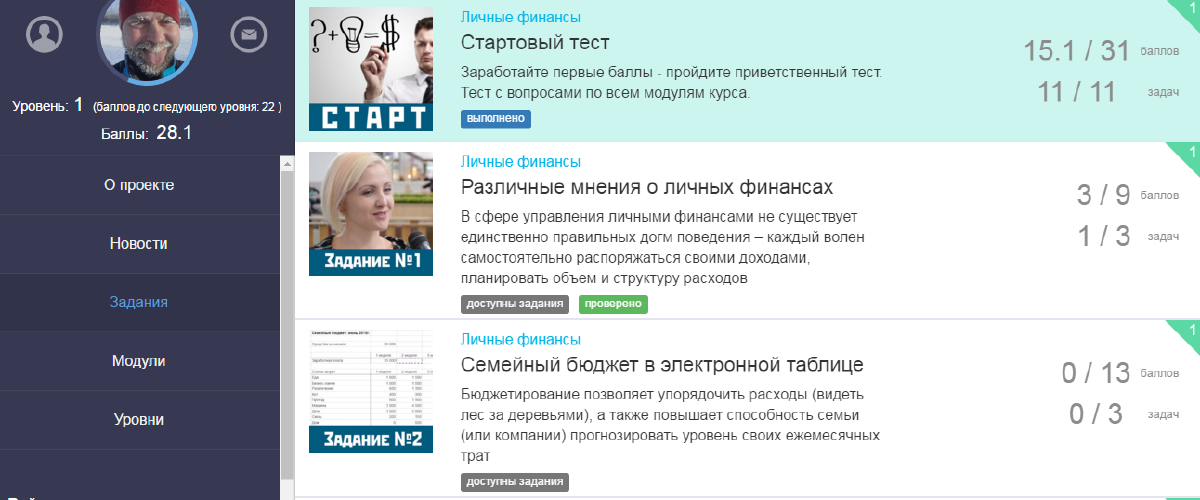 Уровень: 1 (баллов до следующего уровня: 22 )
Баллы: 28.1
О проекте
Новости
Задания
Модули
Уровни
?+ =$
СТАРТ
Личные финансы
Стартовый тест
Заработайте первые баллы - пройдите приветственный тест.
Тест с вопросами по всем модулям курса.
выполнено
1
15.1 / 31 баллов
11 / 11 задач
Задание №1
Личные финансы
Различные мнения о личных финансах
В сфере управления личными финансами не существует
единственно правильных догм поведения – каждый волен
самостоятельно распоряжаться своими доходами,
планировать объем и структуру расходов
доступны задания проверено
1
3 / 9 баллов
1 / 3 задач
Задание №2
Личные финансы
Семейный бюджет в электронной таблице
Бюджетирование позволяет упорядочить расходы (видеть
лес за деревьями), а также повышает способность семьи
(или компании) прогнозировать уровень своих ежемесячных
трат
доступны задания
1
0 / 13 баллов
0 / 3 задач